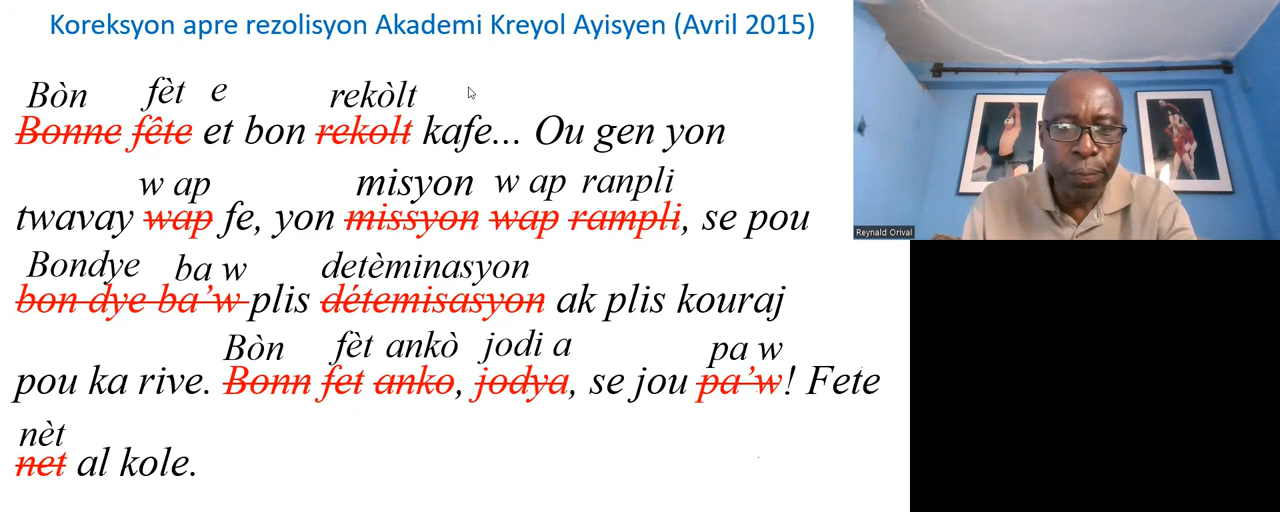 Koreksyon apre rezolisyon Akademi Kreyol Ayisyen (Avril 2015)
Bòn fèt e rekòlt
Bonne fête et bon rekolt kafe... Ou gen yon
w ap misyon w ap ranpli
twavay wap fe, yon missyon wap rampli, se pou
Bondye ba w detèminasyon
bon dye ba’w plis détemisasyon ak plis kouraj
Bòn fèt ankò jodi a pa w
pou ka rive. Bonn fet anko, jodya, se jou pa’w! Fete
nèt
net al kole.
Reynald Orival